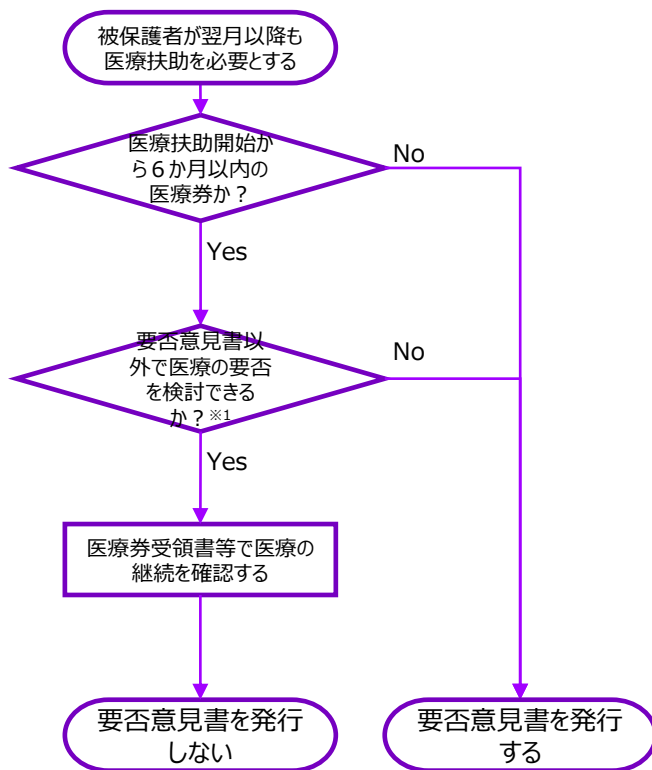 被保護者が翌月以降も
医療扶助を必要とする
医療扶助開始か
ら６か月以内の
医療券か？
No
Yes
要否意見書以
外で医療の要否
を検討できる
か？※1
No
Yes
医療券受領書等で医療の
継続を確認する
要否意見書を発行
しない
要否意見書を発行
する